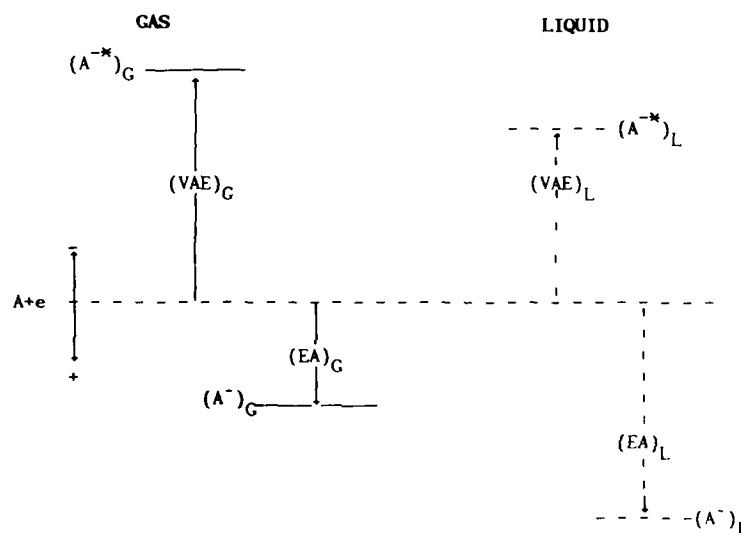 GAS LIQUID
(A⁻*)G
(A⁻*)L
(VAE)G (VAE)L
−
A+e
+
(EA)G
(A⁻)G
(EA)L
(A⁻)L